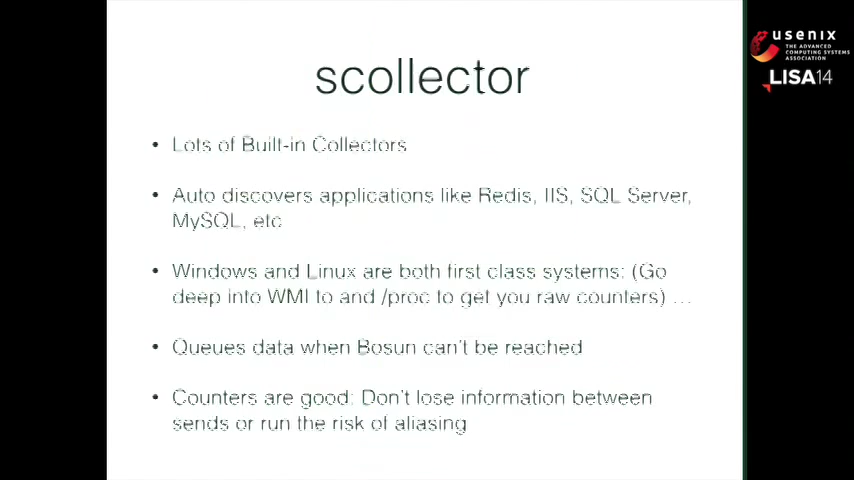 scollector
• Lots of Built-in Collectors
• Auto discovers applications like Redis, IIS, SQL Server,
MySQL, etc
• Windows and Linux are both first class systems: (Go
deep into WMI to and /proc to get you raw counters) ...
• Queues data when Bosun can't be reached
• Counters are good: Don't lose information between
sends or run the risk of aliasing
usenix
THE ADVANCED
COMPUTING SYSTEMS
ASSOCIATION
LISA14